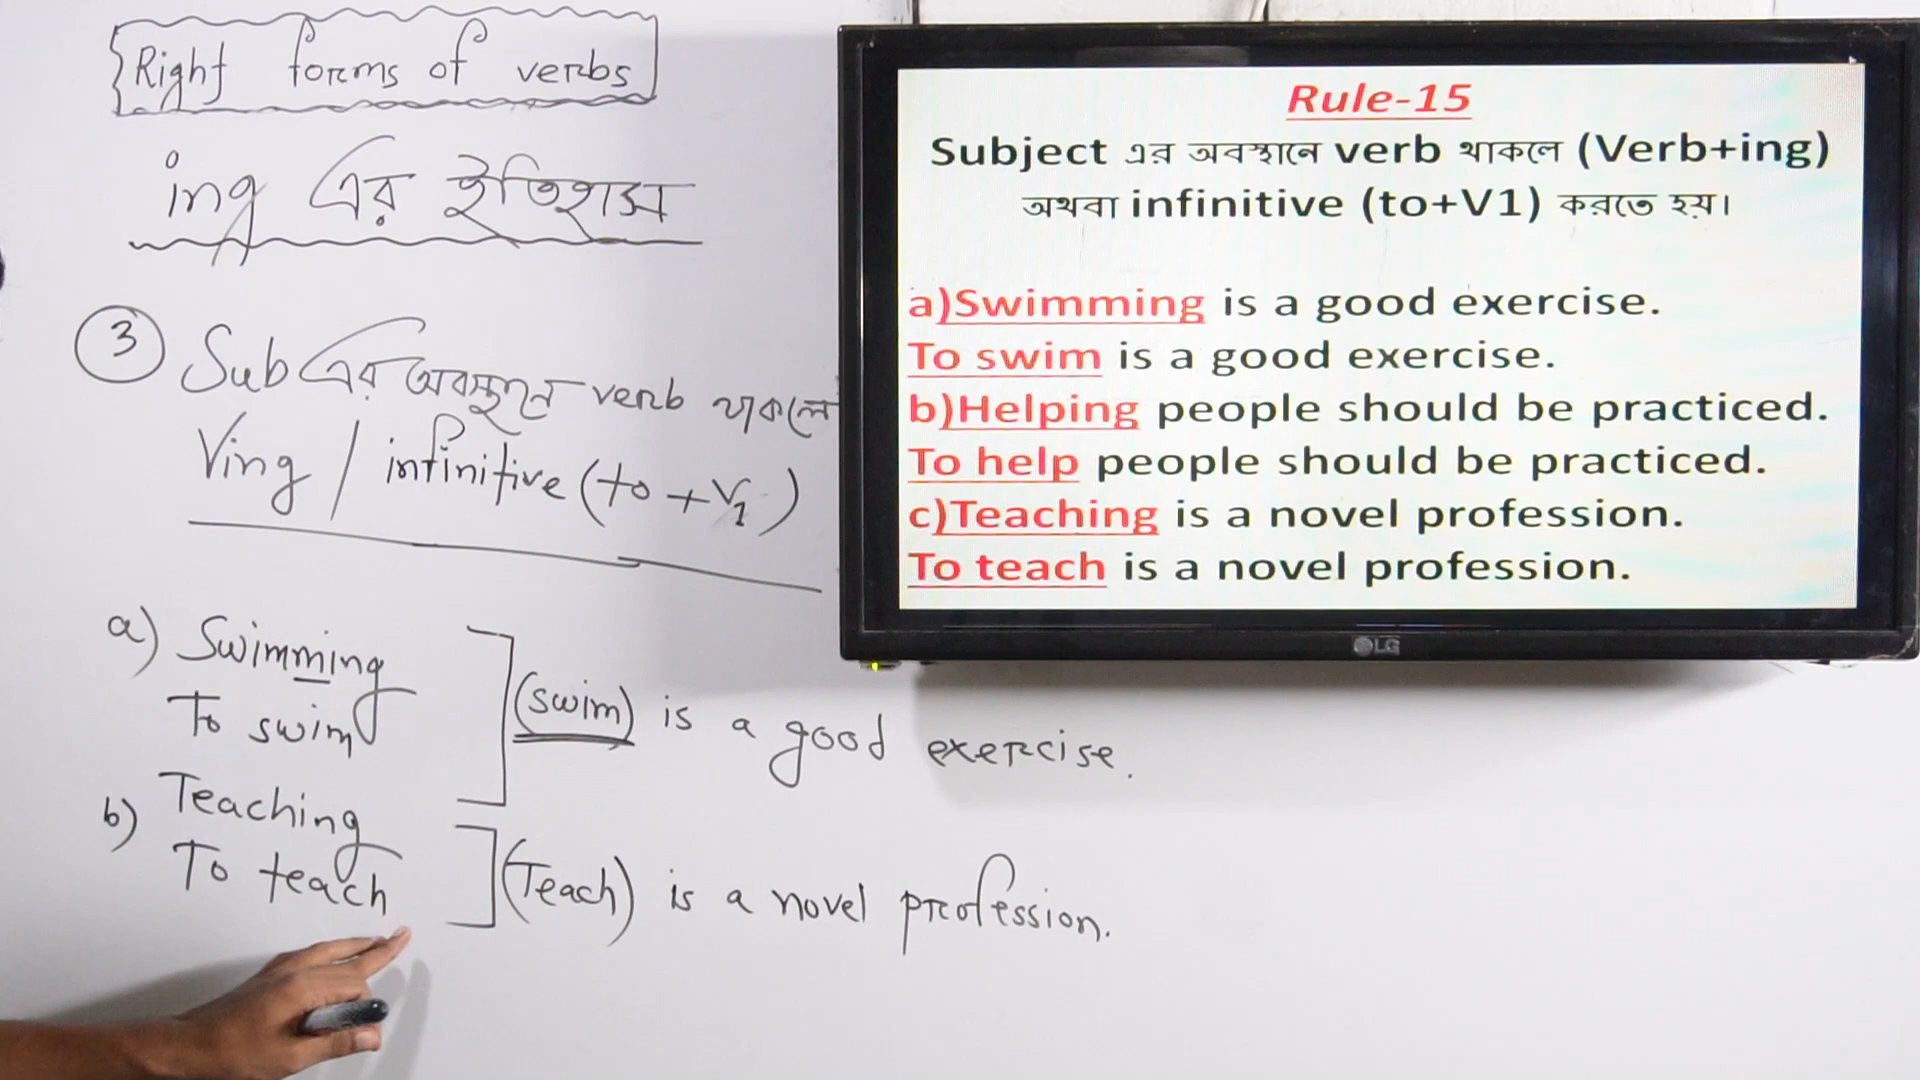 Right forms of verbs
ing এর ইতিহাস
3 Sub এর অবস্থানে verb থাকলে
Ving / infinitive (to + V1)
a) Swimming
To swim
(swim) is a good exercise.
b) Teaching
To teach
(Teach) is a novel profession.
Rule-15
Subject এর অবস্থানে verb থাকলে (Verb+ing)
অথবা infinitive (to+V1) করতে হয়।
a)Swimming is a good exercise.
To swim is a good exercise.
b)Helping people should be practiced.
To help people should be practiced.
c)Teaching is a novel profession.
To teach is a novel profession.
LG